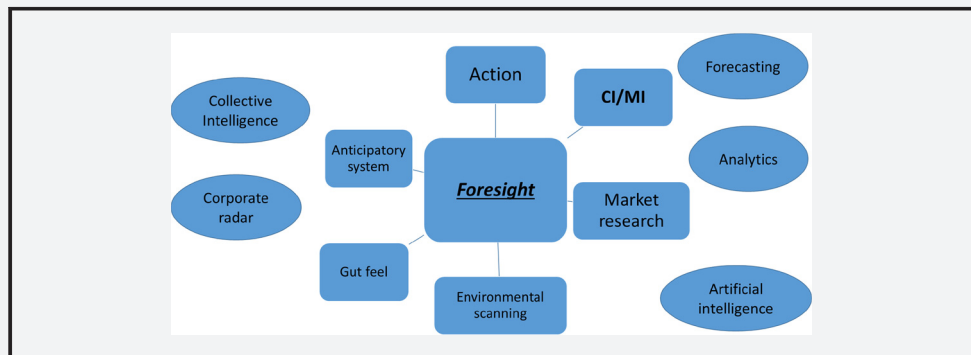 Action
Forecasting
CI/MI
Collective
Intelligence
Anticipatory
system
Foresight
Analytics
Corporate
radar
Market
research
Gut feel
Environmental
scanning
Artificial
intelligence